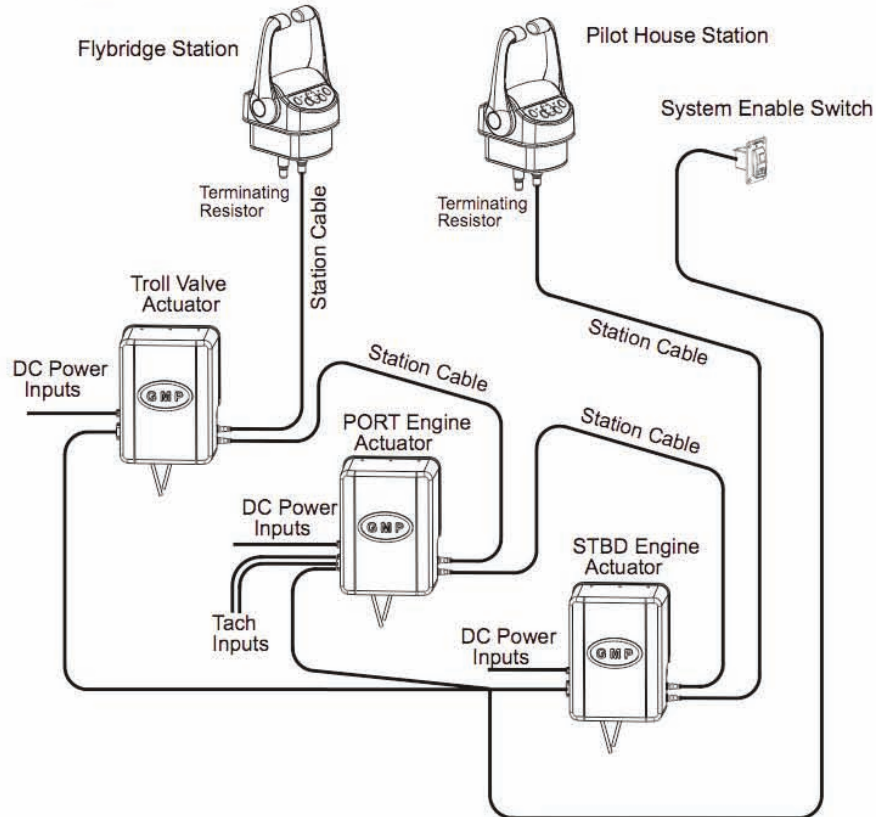 Flybridge Station
Pilot House Station
System Enable Switch
Terminating
Resistor
Station Cable
Terminating
Resistor
Troll Valve
Actuator
Station Cable
DC Power
Inputs
GMP
Station Cable
PORT Engine
Actuator
Station Cable
DC Power
Inputs
GMP
STBD Engine
Actuator
Tach
Inputs
DC Power
Inputs
GMP